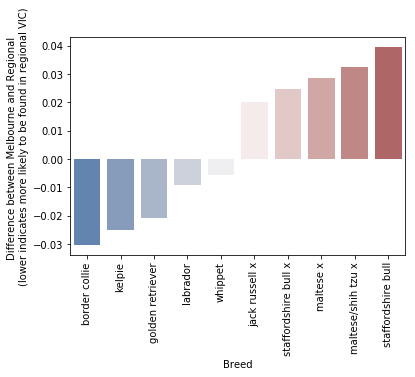 Difference between Melbourne and Regional
(lower indicates more likely to be found in regional VIC)
0.04
0.03
0.02
0.01
0.00
−0.01
−0.02
−0.03
border collie
kelpie
golden retriever
labrador
whippet
jack russell x
staffordshire bull x
maltese x
maltese/shih tzu x
staffordshire bull
Breed